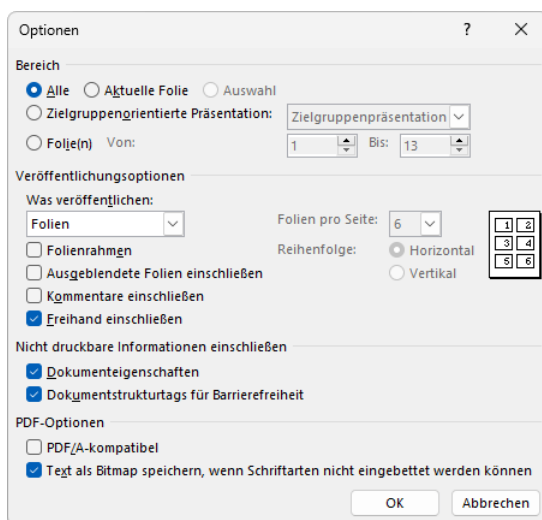 Optionen ?
Bereich
Alle Aktuelle Folie Auswahl
Zielgruppenorientierte Präsentation: Zielgruppenpräsentation
Folie(n) Von: 1 Bis: 13
Veröffentlichungsoptionen
Was veröffentlichen:
Folien Folien pro Seite: 6
Folienrahmen Reihenfolge: Horizontal
Ausgeblendete Folien einschließen Vertikal
1 2
3 4
5 6
Kommentare einschließen
Freihand einschließen
Nicht druckbare Informationen einschließen
Dokumenteigenschaften
Dokumentstrukturtags für Barrierefreiheit
PDF-Optionen
PDF/A-kompatibel
Text als Bitmap speichern, wenn Schriftarten nicht eingebettet werden können
OK Abbrechen